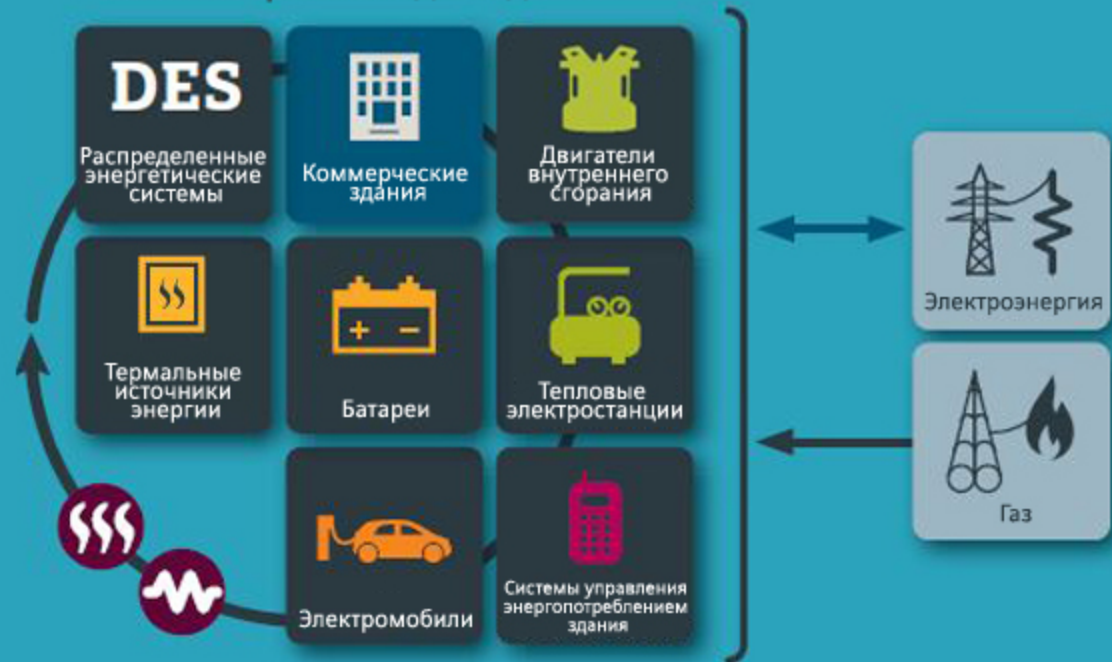 DES
Распределенные
энергетические
системы
Коммерческие
здания
Двигатели
внутреннего
сгорания
Термальные
источники
энергии
Батареи
Тепловые
электростанции
Электромобили
Системы управления
энергопотреблением
здания
Электроэнергия
Газ